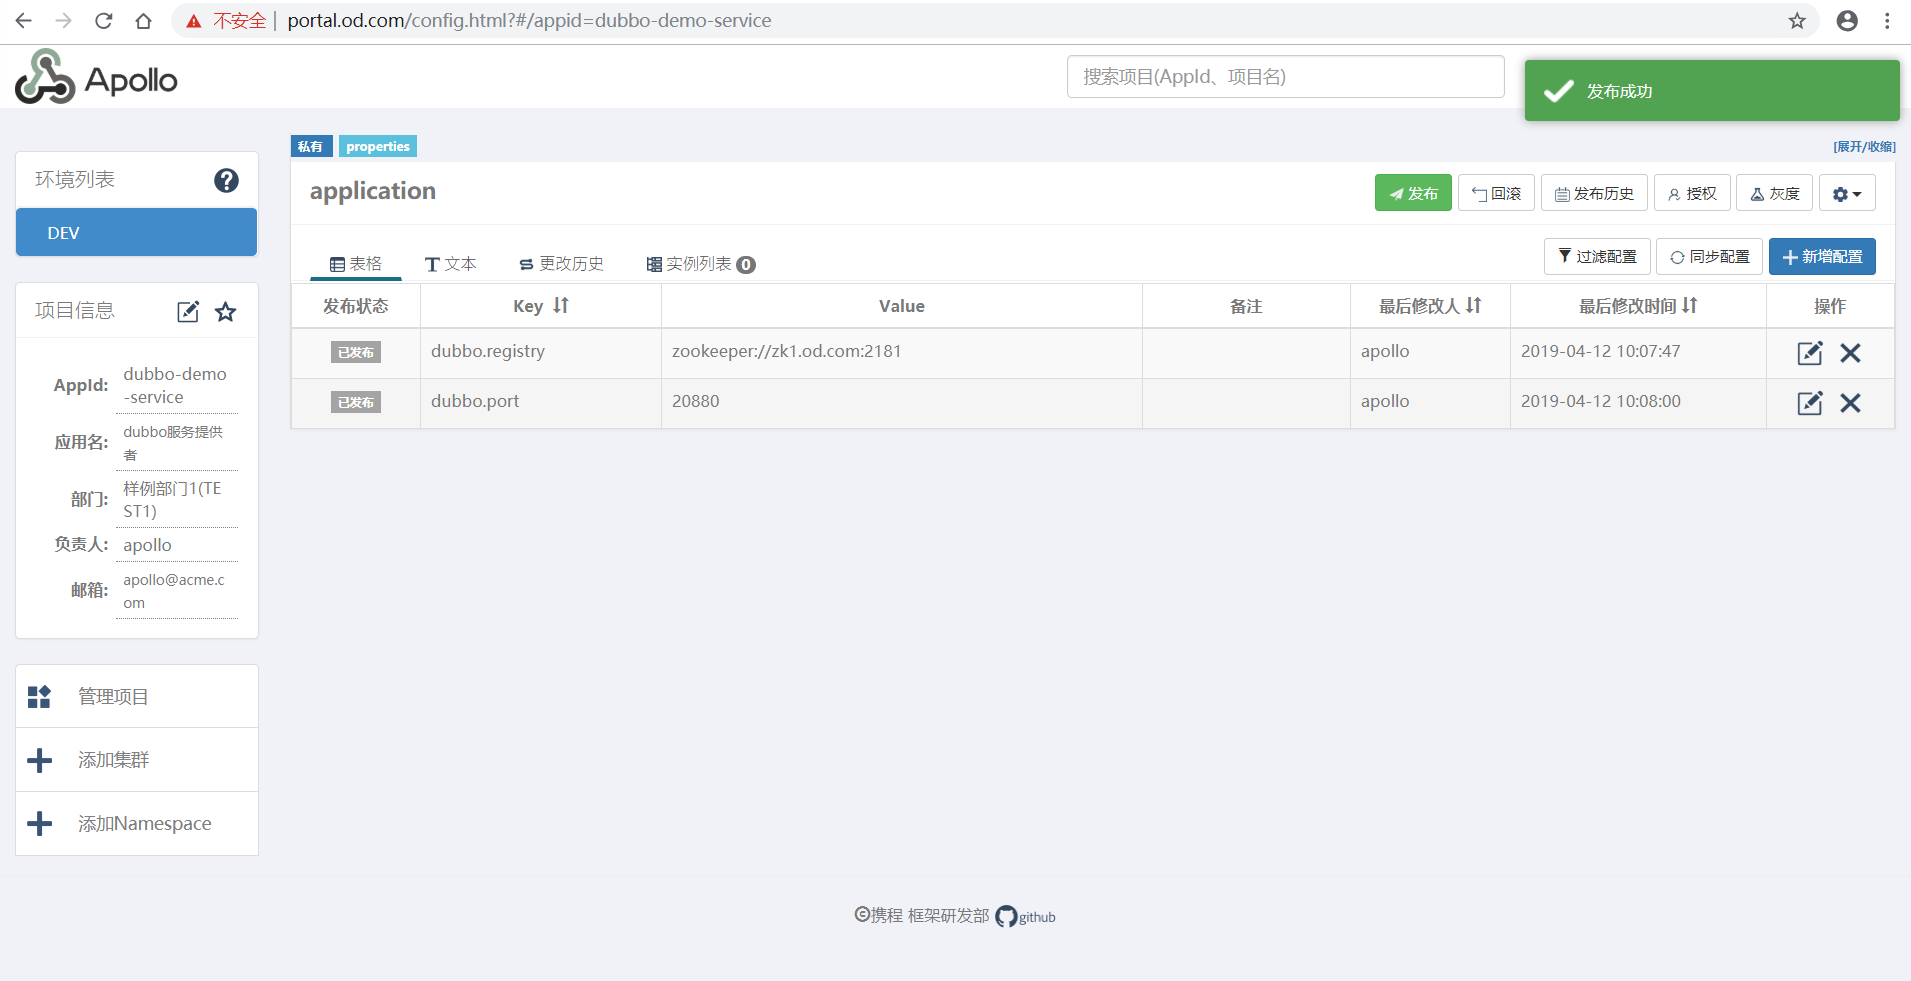 不安全 | portal.od.com/config.html?#/appid=dubbo-demo-service
Apollo
搜索项目(AppId、项目名)
发布成功
私有 properties [展开/收缩]
application
发布 回滚 发布历史 授权 灰度
表格 文本 更改历史 实例列表 0
过滤配置 同步配置 新增配置
发布状态 Key Value 备注 最后修改人 最后修改时间 操作
已发布 dubbo.registry zookeeper://zk1.od.com:2181 apollo 2019-04-12 10:07:47
已发布 dubbo.port 20880 apollo 2019-04-12 10:08:00
环境列表
DEV
项目信息
AppId: dubbo-demo
-service
应用名: dubbo服务提供
者
部门: 样例部门1(TE
ST1)
负责人: apollo
邮箱: apollo@acme.c
om
管理项目
添加集群
添加Namespace
©携程 框架研发部 github